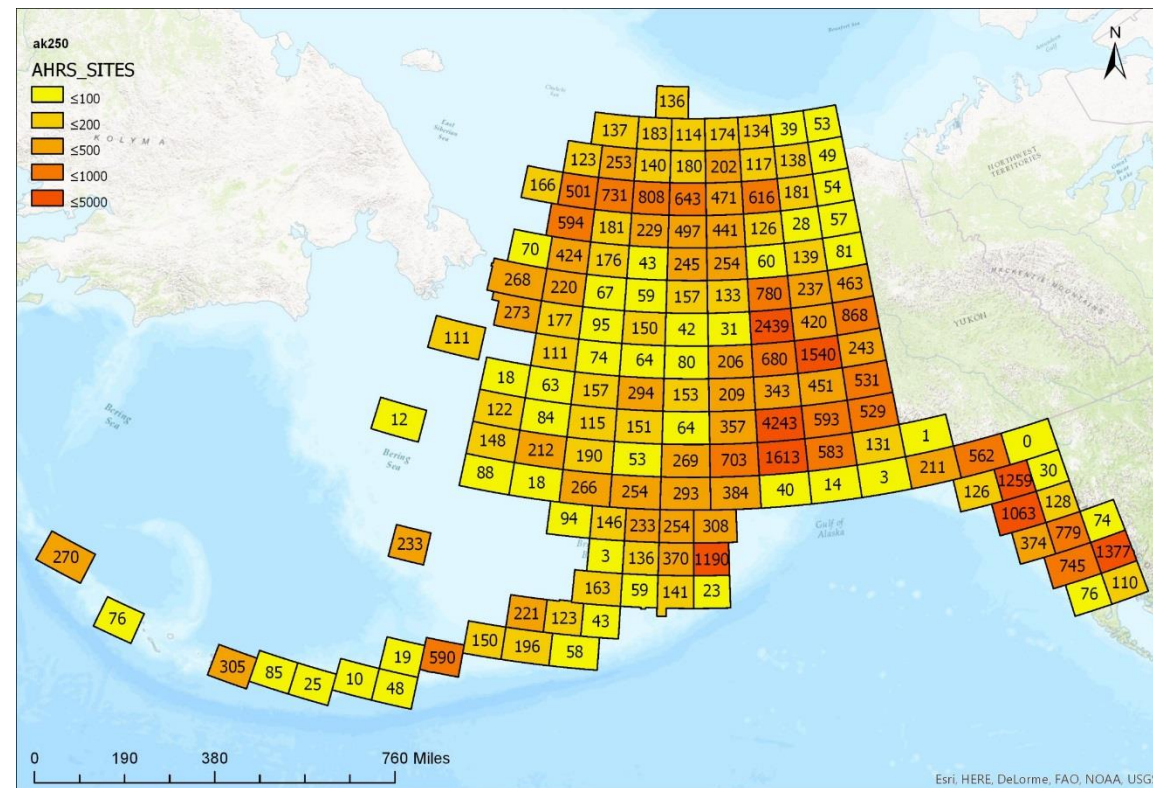 ak250
AHRS_SITES
≤100
≤200
≤500
≤1000
≤5000
N
KOLYMA
East Siberian Sea
NORTHWEST TERRITORIES
MACKENZIE MOUNTAINS
YUKON
Bering Sea
Bering Sea
Gulf of Alaska
136
137 183 114 174 134 39 53
123 253 140 180 202 117 138 49
166 501 731 808 643 471 616 181 54
594 181 229 497 441 126 28 57
70 424 176 43 245 254 60 139 81
268 220 67 59 157 133 780 237 463
273 177 95 150 42 31 2439 420 868
111
111 74 64 80 206 680 1540 243
18 63 157 294 153 209 343 451 531
12
122 84 115 151 64 357 4243 593 529
148 212 190 53 269 703 1613 583 131 1
88 18 266 254 293 384 40 14 3 211 562 0
126 1259 30
94 146 233 254 308
1063 128
233
3 136 370 1190
374 779 74
270
163 59 141 23
745 1377
76 110
76
221 123 43
150 196 58
19 590
305 85 25 10 48
0 190 380 760 Miles
Esri, HERE, DeLorme, FAO, NOAA, USGS